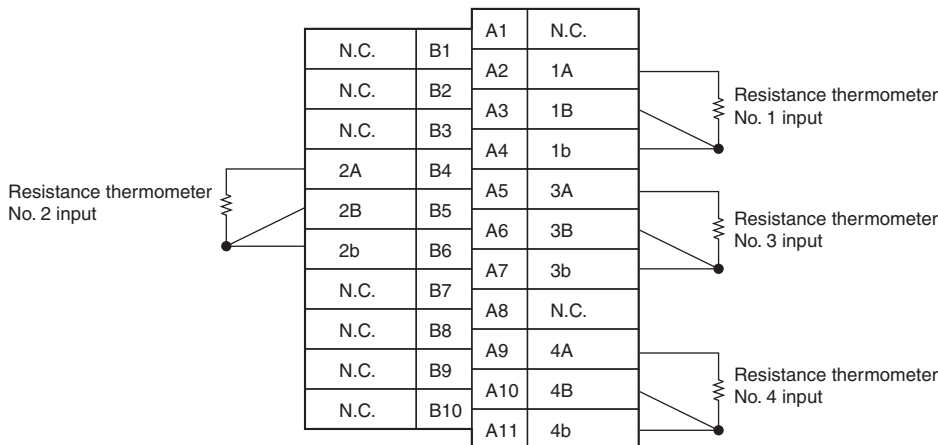 A1 N.C.
N.C. B1
A2 1A
N.C. B2
A3 1B
Resistance thermometer
No. 1 input
N.C. B3
A4 1b
2A B4
A5 3A
Resistance thermometer
No. 2 input
2B B5
A6 3B
Resistance thermometer
No. 3 input
2b B6
A7 3b
N.C. B7
A8 N.C.
N.C. B8
A9 4A
N.C. B9
A10 4B
Resistance thermometer
No. 4 input
N.C. B10
A11 4b